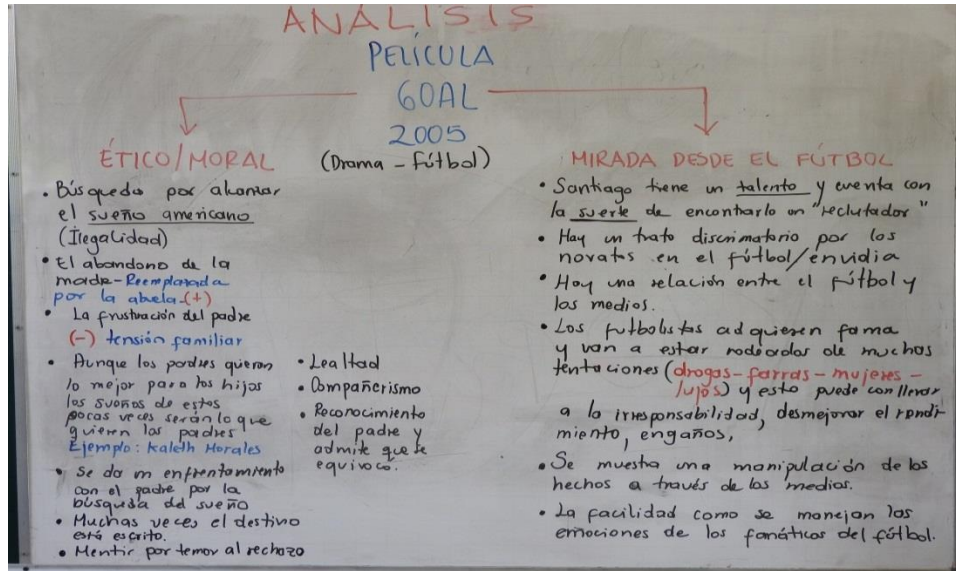 ANÁLISIS
PELÍCULA
GOAL
2005
(Drama - fútbol)
ÉTICO/MORAL
• Búsqueda por alcanzar
el sueño americano
(Ilegalidad)
• El abandono de la
madre - Reemplazada
por la abuela (+)
• La frustración del padre
(-) tensión familiar
• Aunque los padres quieren
lo mejor para los hijos
los sueños de estos
pocas veces serán lo que
quieren los padres
Ejemplo: Kaleth Morales
• Se da un enfrentamiento
con el padre por la
búsqueda del sueño
• Muchas veces el destino
está escrito.
• Mentir por temor al rechazo
• Lealtad
• Compañerismo
• Reconocimiento
del padre y
admite que se
equivocó.
MIRADA DESDE EL FÚTBOL
• Santiago tiene un talento y cuenta con
la suerte de encontrarlo un "reclutador"
• Hay un trato discrimatorio por los
novatos en el fútbol/envidia
• Hay una relación entre el fútbol y
los medios.
• Los futbolistas adquieren fama
y van a estar rodeados de muchas
tentaciones (drogas - farras - mujeres -
lujos) y esto puede conllevar
a la irresponsabilidad, desmejorar el rendi
miento, engaños,
• Se muestra una manipulación de los
hechos a través de los medios.
• La facilidad como se manejan las
emociones de los fanáticos del fútbol.